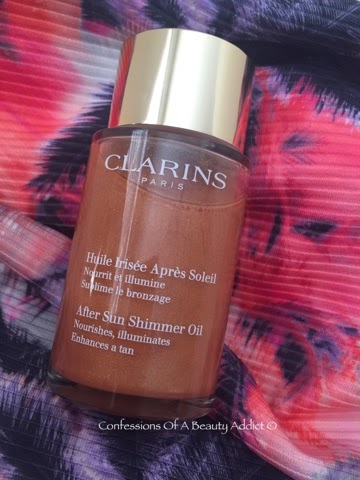 CLARINS
PARIS
Huile Irisée Après Soleil
Nourrit et illumine
Sublime le bronzage
After Sun Shimmer Oil
Nourishes, illuminates
Enhances a tan
Confessions Of A Beauty Addict ©